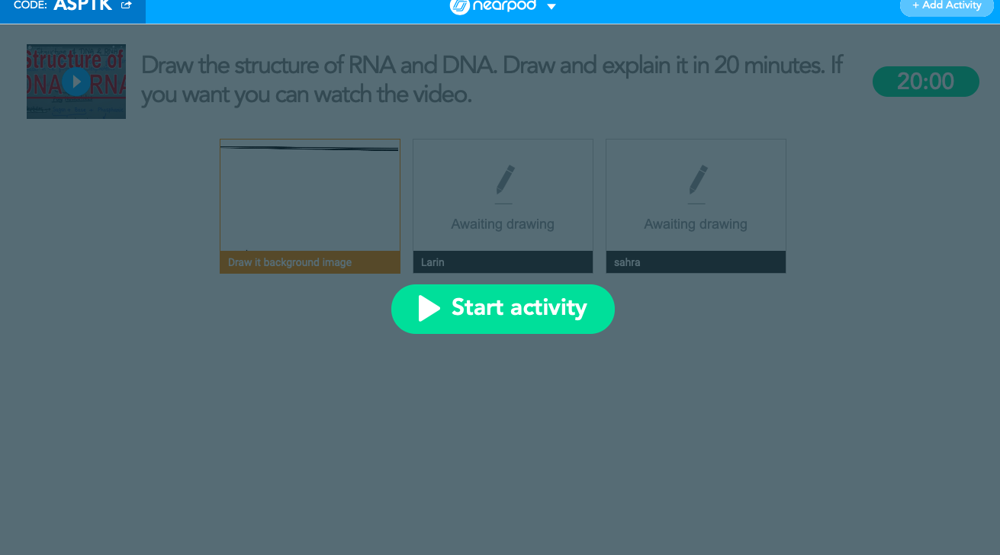 CODE: ASPTK
nearpod
+ Add Activity
Structure of
DNA RNA
Draw the structure of RNA and DNA. Draw and explain it in 20 minutes. If
you want you can watch the video.
20:00
Awaiting drawing
Awaiting drawing
Draw it background image
Larin
sahra
Start activity